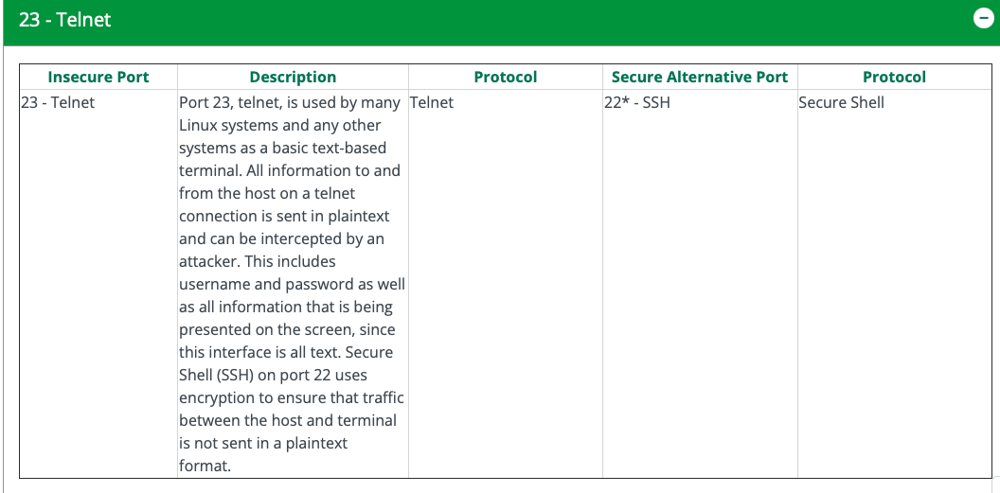 23 - Telnet
Insecure Port Description Protocol Secure Alternative Port Protocol
23 - Telnet
Port 23, telnet, is used by many
Linux systems and any other
systems as a basic text-based
terminal. All information to and
from the host on a telnet
connection is sent in plaintext
and can be intercepted by an
attacker. This includes
username and password as well
as all information that is being
presented on the screen, since
this interface is all text. Secure
Shell (SSH) on port 22 uses
encryption to ensure that traffic
between the host and terminal
is not sent in a plaintext
format.
Telnet
22* - SSH
Secure Shell